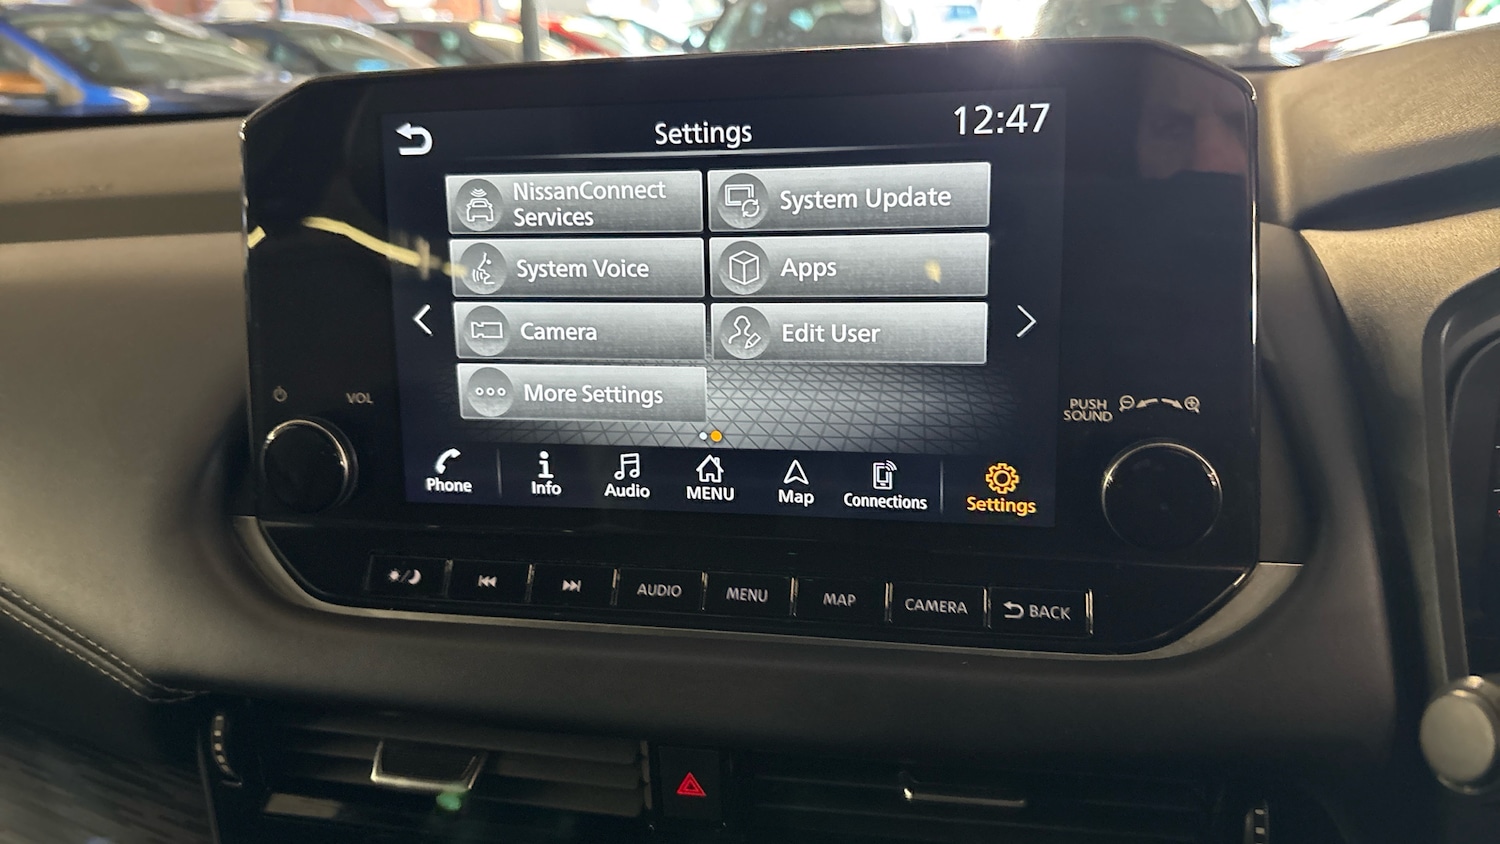 Settings
12:47
NissanConnect
Services
System Update
System Voice
Apps
Camera
Edit User
More Settings
VOL
PUSH
SOUND
Phone
Info
Audio
MENU
Map
Connections
Settings
AUDIO
MENU
MAP
CAMERA
BACK